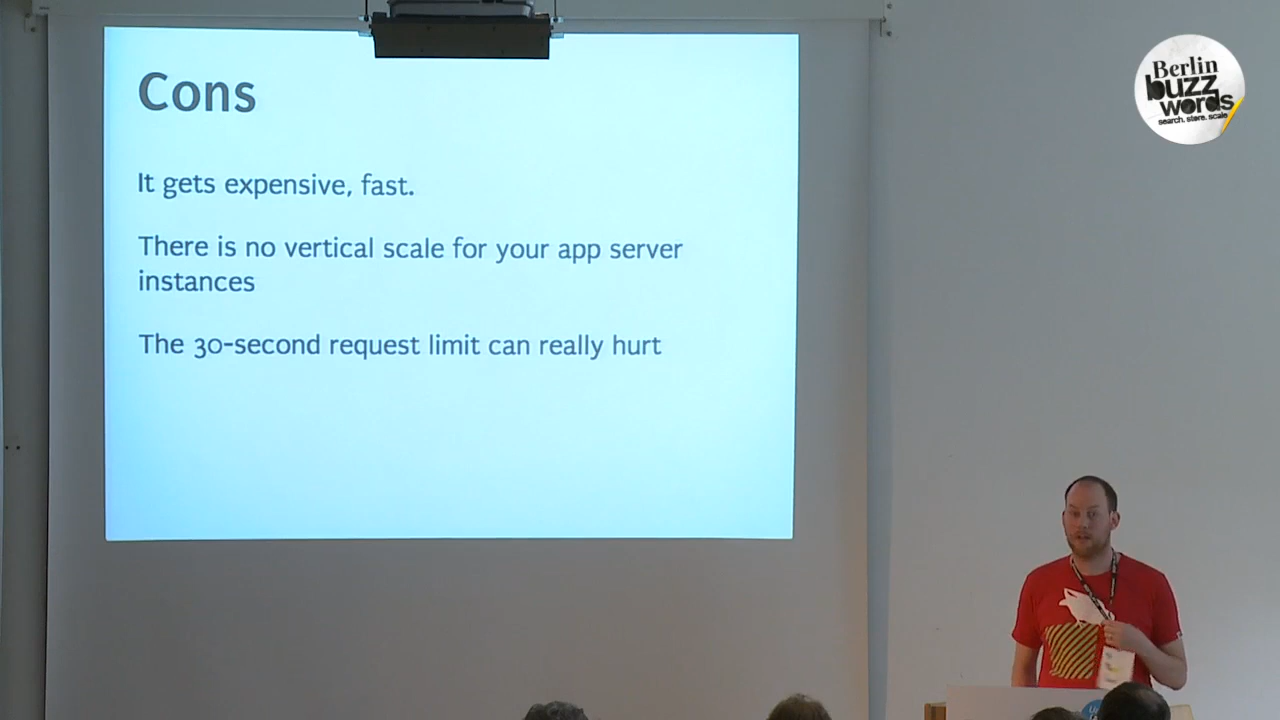 Cons
It gets expensive, fast.
There is no vertical scale for your app server
instances
The 30-second request limit can really hurt
Berlin
buzz
words
search. store. scale